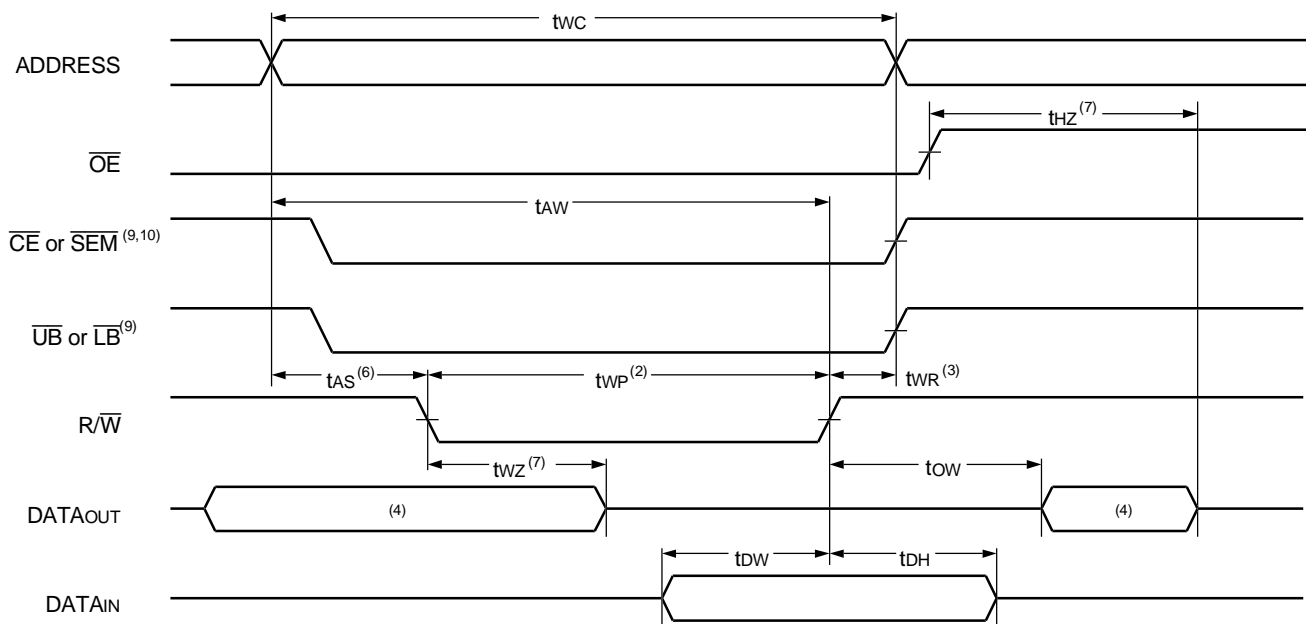 tWC
ADDRESS
tHZ(7)
OE
tAW
CE or SEM (9,10)
UB or LB(9)
tAS(6)
tWP(2)
tWR(3)
R/W
tWZ(7)
tOW
DATAOUT
(4)
(4)
tDW
tDH
DATAIN